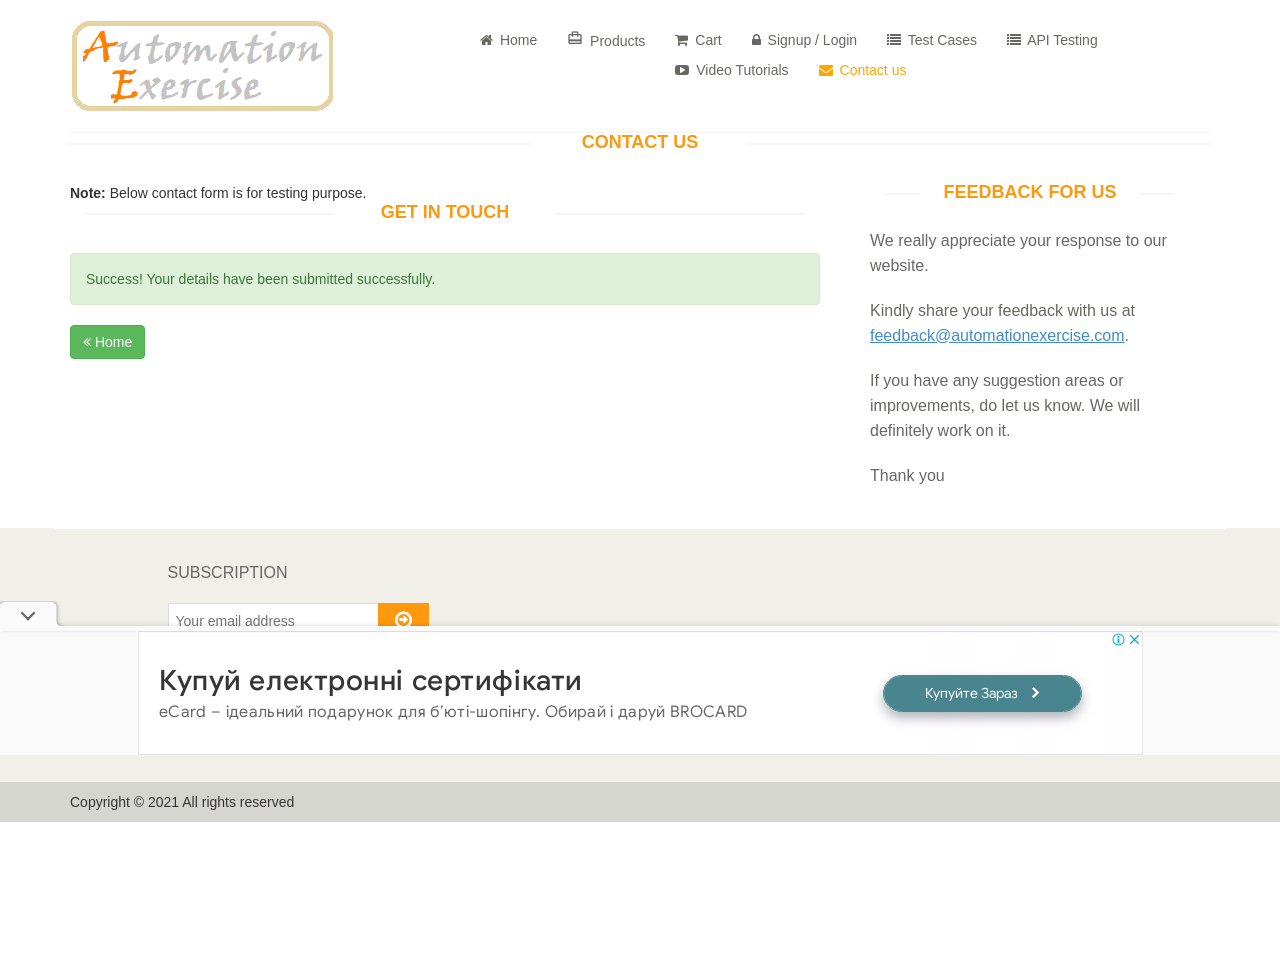 Automation
Exercise
Home
Products
Cart
Signup / Login
Test Cases
API Testing
Video Tutorials
Contact us
CONTACT US
Note: Below contact form is for testing purpose.
GET IN TOUCH
Success! Your details have been submitted successfully.
Home
FEEDBACK FOR US
We really appreciate your response to our
website.
Kindly share your feedback with us at
feedback@automationexercise.com.
If you have any suggestion areas or
improvements, do let us know. We will
definitely work on it.
Thank you
SUBSCRIPTION
Your email address
Купуй електронні сертифікати
eCard – ідеальний подарунок для б’юті-шопінгу. Обирай і даруй BROCARD
Купуйте Зараз
Copyright © 2021 All rights reserved